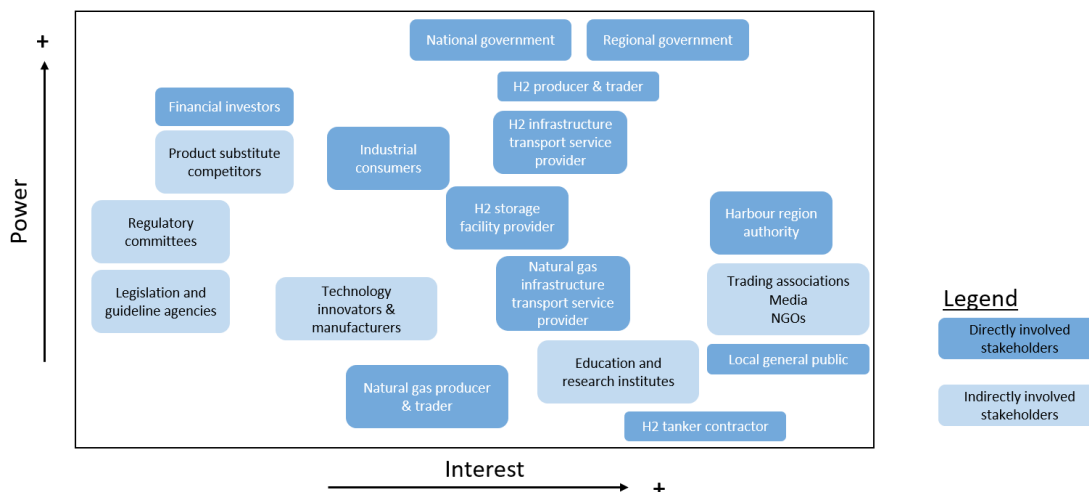 +
Power
National government
Regional government
H2 producer & trader
Financial investors
H2 infrastructure
transport service
provider
Product substitute
competitors
Industrial
consumers
H2 storage
facility provider
Harbour region
authority
Regulatory
committees
Natural gas
infrastructure
transport service
provider
Trading associations
Media
NGOs
Legislation and
guideline agencies
Technology
innovators &
manufacturers
Education and
research institutes
Local general public
Natural gas producer
& trader
H2 tanker contractor
Interest
+
Legend
Directly involved
stakeholders
Indirectly involved
stakeholders